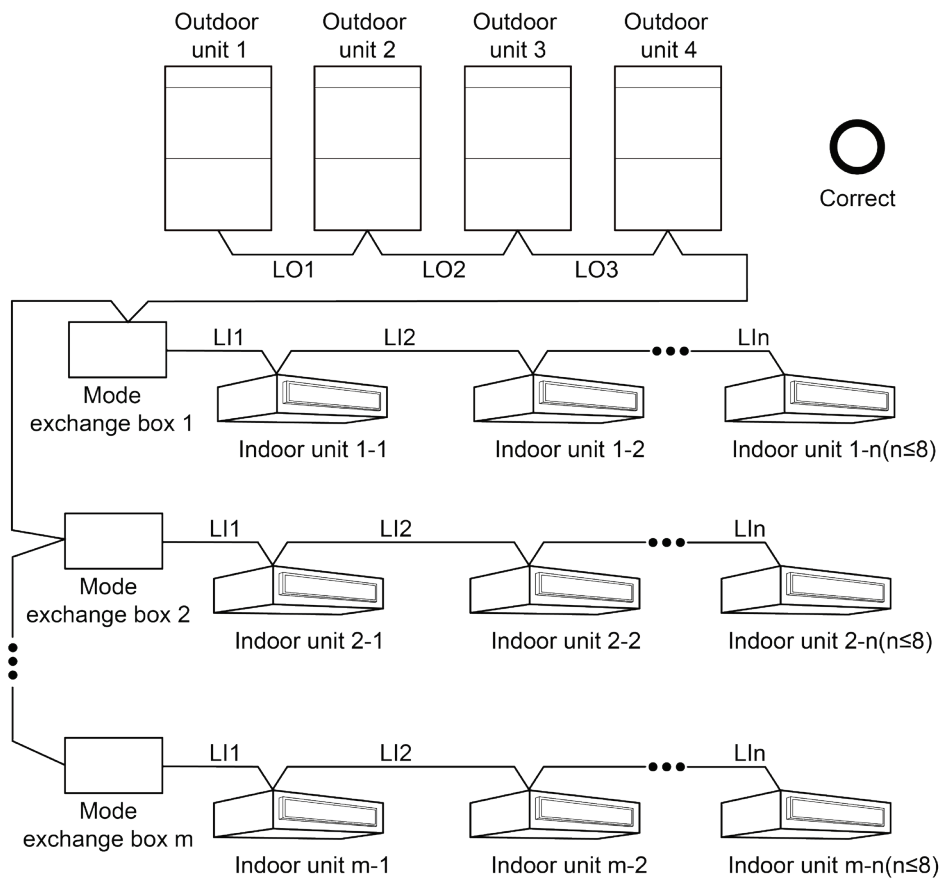 Outdoor
unit 1
Outdoor
unit 2
Outdoor
unit 3
Outdoor
unit 4
Correct
LO1
LO2
LO3
LI1
LI2
LIn
Mode
exchange box 1
Indoor unit 1-1
Indoor unit 1-2
Indoor unit 1-n(n≤8)
LI1
LI2
LIn
Mode
exchange box 2
Indoor unit 2-1
Indoor unit 2-2
Indoor unit 2-n(n≤8)
LI1
LI2
LIn
Mode
exchange box m
Indoor unit m-1
Indoor unit m-2
Indoor unit m-n(n≤8)